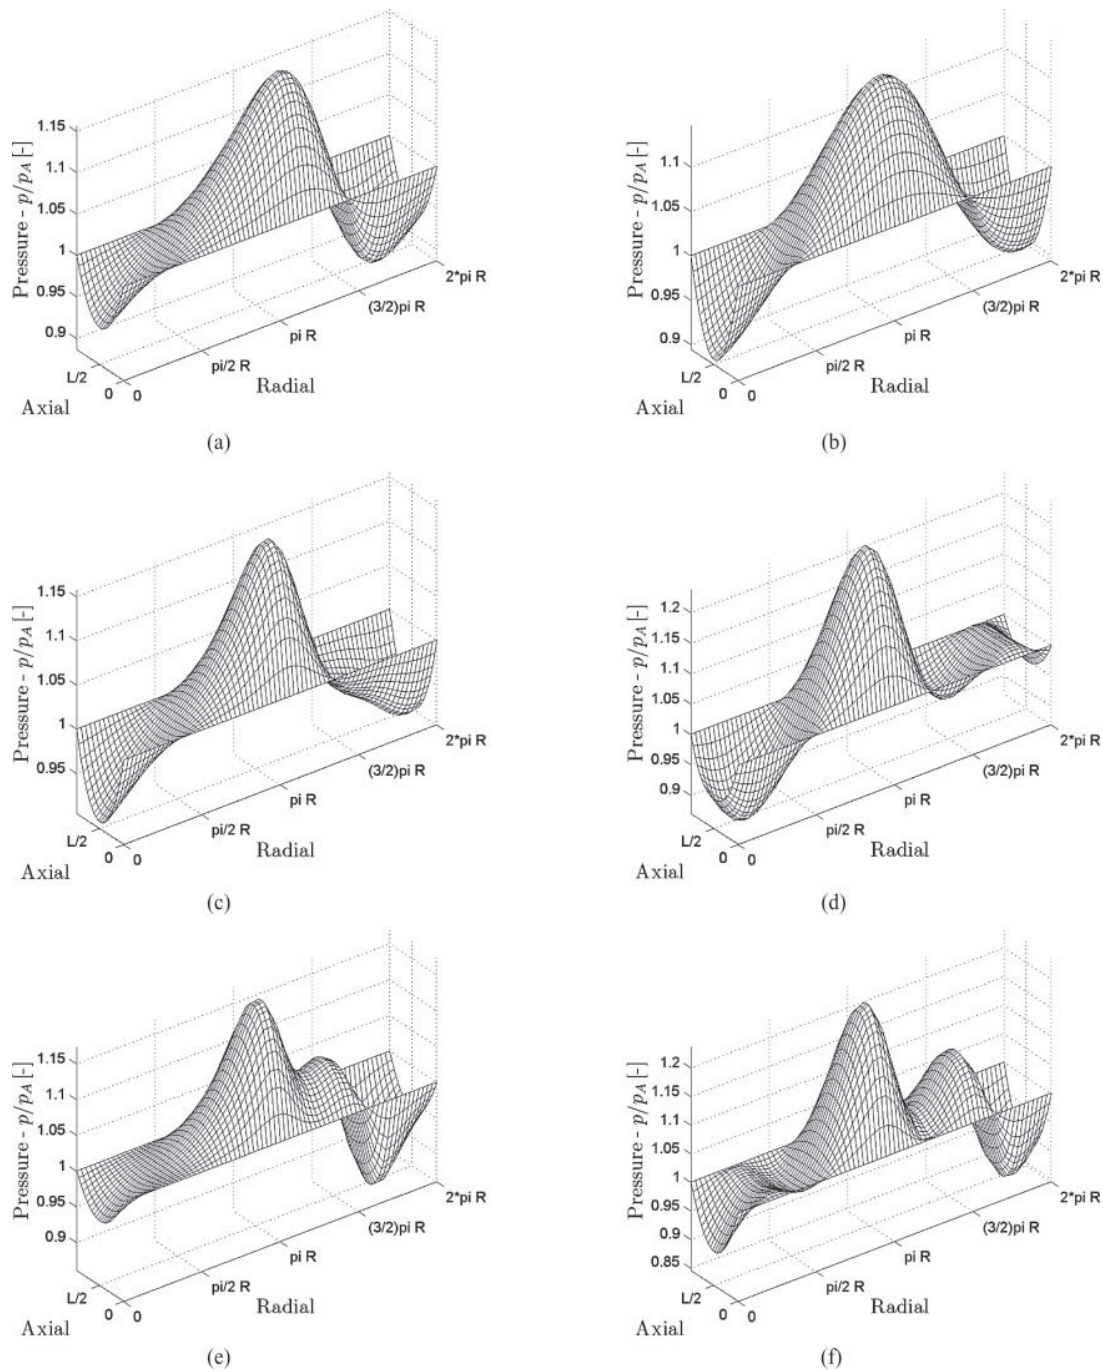 1.15
1.1
1.05
1
0.95
0.9
Pressure - p/p_A [-]
L/2
0
Axial
0
pi/2 R
pi R
(3/2)pi R
2*pi R
Radial
(a)
1.1
1.05
1
0.95
0.9
Pressure - p/p_A [-]
L/2
0
Axial
0
pi/2 R
pi R
(3/2)pi R
2*pi R
Radial
(b)
1.15
1.1
1.05
1
0.95
Pressure - p/p_A [-]
L/2
0
Axial
0
pi/2 R
pi R
(3/2)pi R
2*pi R
Radial
(c)
1.2
1.15
1.1
1.05
1
0.95
0.9
Pressure - p/p_A [-]
L/2
0
Axial
0
pi/2 R
pi R
(3/2)pi R
2*pi R
Radial
(d)
1.15
1.1
1.05
1
0.95
0.9
Pressure - p/p_A [-]
L/2
0
Axial
0
pi/2 R
pi R
(3/2)pi R
2*pi R
Radial
(e)
1.2
1.15
1.1
1.05
1
0.95
0.9
0.85
Pressure - p/p_A [-]
L/2
0
Axial
0
pi/2 R
pi R
(3/2)pi R
2*pi R
Radial
(f)